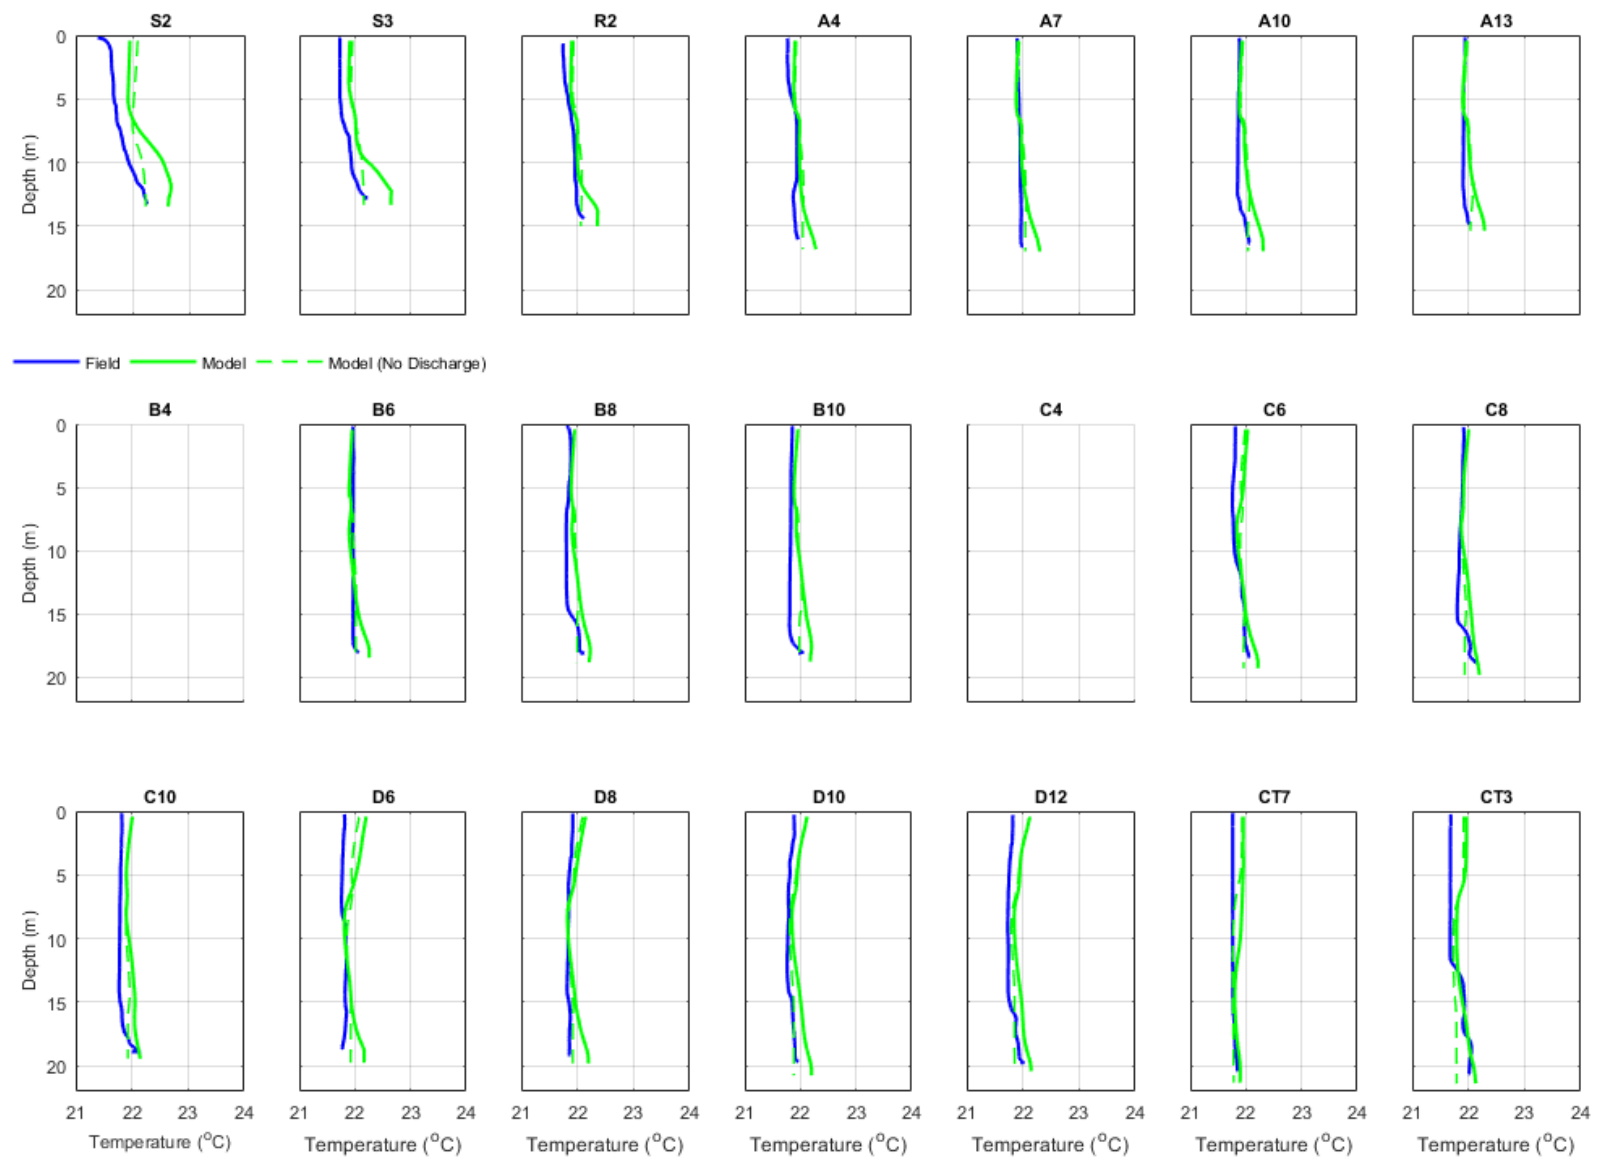 S2 S3 R2 A4 A7 A10 A13
0
5
10
15
20
Depth (m)
Field Model Model (No Discharge)
B4 B6 B8 B10 C4 C6 C8
0
5
10
15
20
Depth (m)
C10 D6 D8 D10 D12 CT7 CT3
0
5
10
15
20
Depth (m)
21 22 23 24 21 22 23 24 21 22 23 24 21 22 23 24 21 22 23 24 21 22 23 24 21 22 23 24
Temperature (°C) Temperature (°C) Temperature (°C) Temperature (°C) Temperature (°C) Temperature (°C) Temperature (°C)